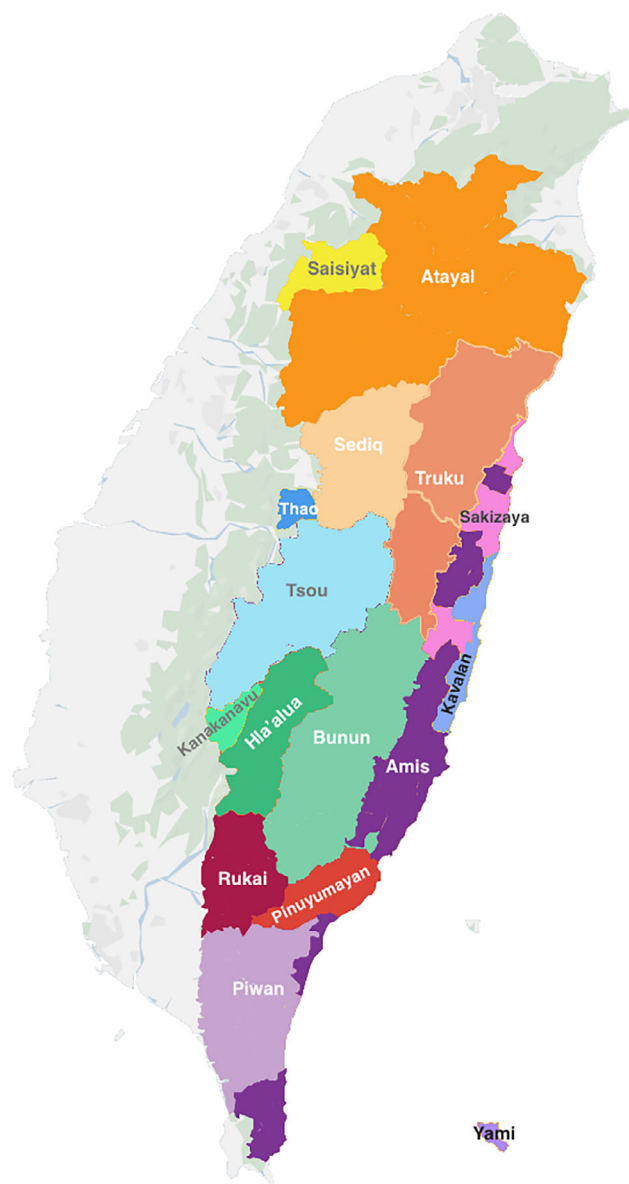 Saisiyat
Atayal
Sediq
Truku
Thao
Sakizaya
Tsou
Kavalan
Kanakanavu
Hla'alua
Bunun
Amis
Rukai
Pinuyumayan
Piwan
Yami